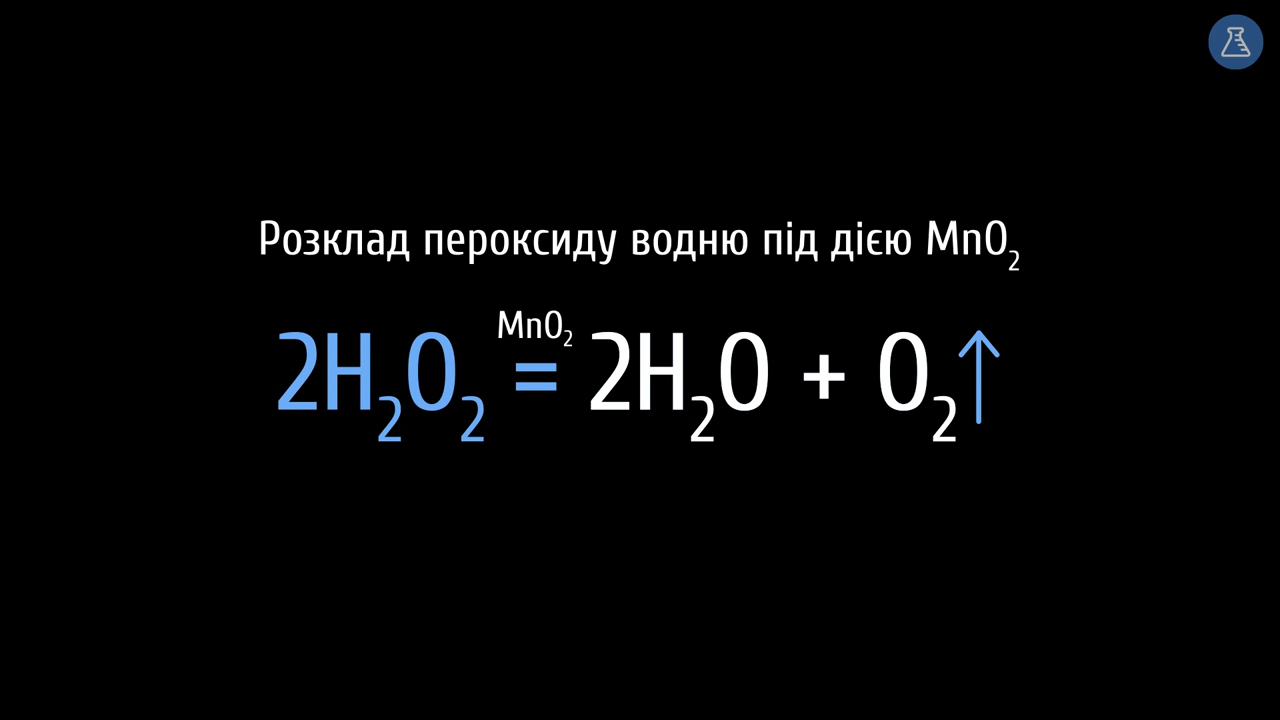 Розклад пероксиду водню під дією MnO₂
MnO₂
2H₂O₂ = 2H₂O + O₂↑